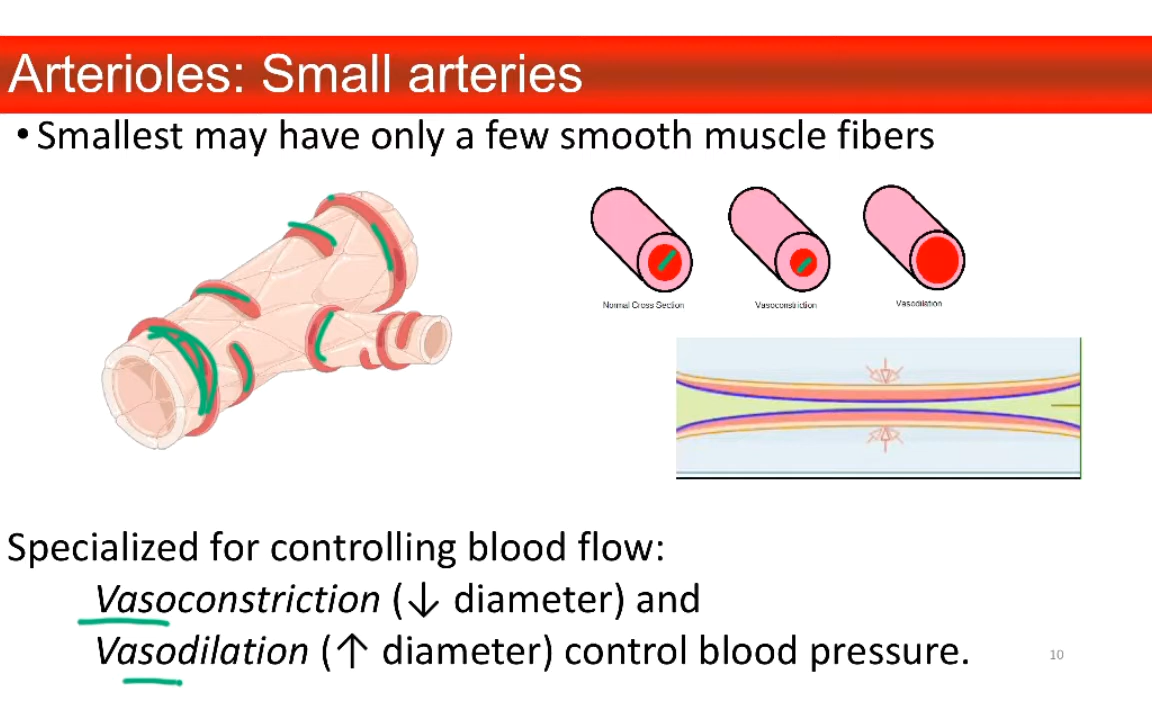 Arterioles: Small arteries
• Smallest may have only a few smooth muscle fibers
Normal Cross Section
Vasoconstriction
Vasodilation
Specialized for controlling blood flow:
Vasoconstriction (↓ diameter) and
Vasodilation (↑ diameter) control blood pressure.
10